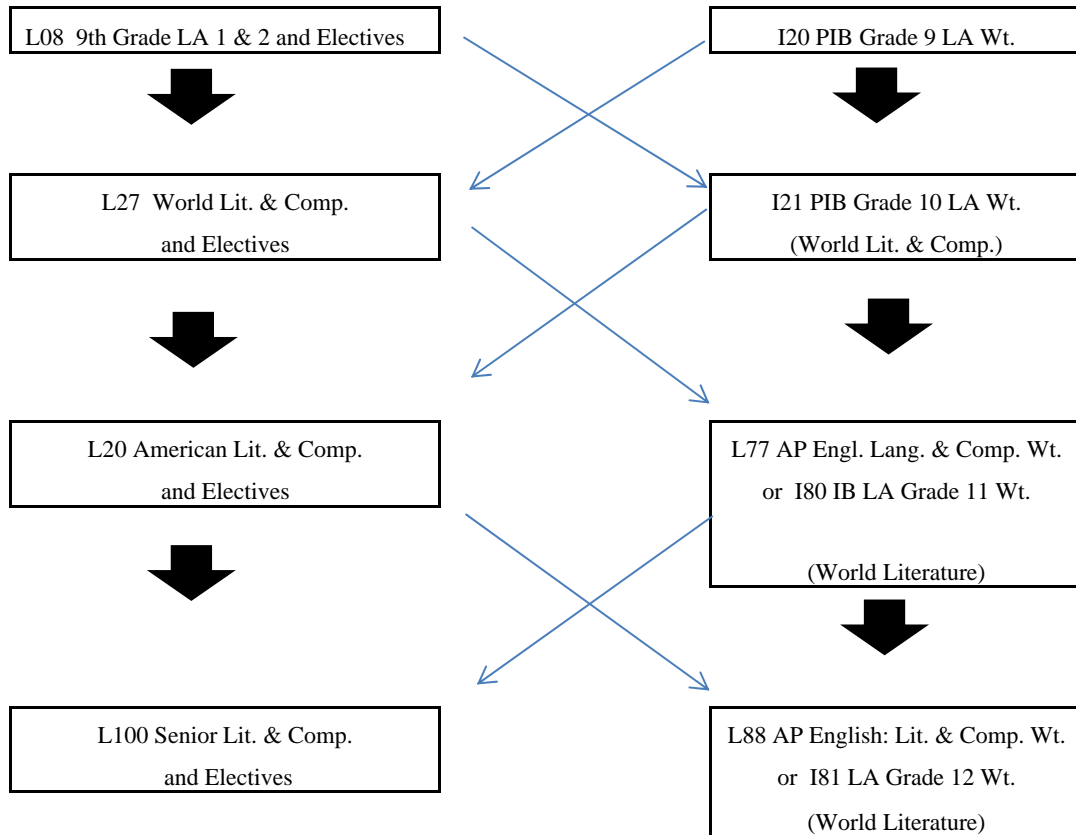 L08 9th Grade LA 1 & 2 and Electives
I20 PIB Grade 9 LA Wt.
L27 World Lit. & Comp.
and Electives
I21 PIB Grade 10 LA Wt.
(World Lit. & Comp.)
L20 American Lit. & Comp.
and Electives
L77 AP Engl. Lang. & Comp. Wt.
or I80 IB LA Grade 11 Wt.
(World Literature)
L100 Senior Lit. & Comp.
and Electives
L88 AP English: Lit. & Comp. Wt.
or I81 LA Grade 12 Wt.
(World Literature)